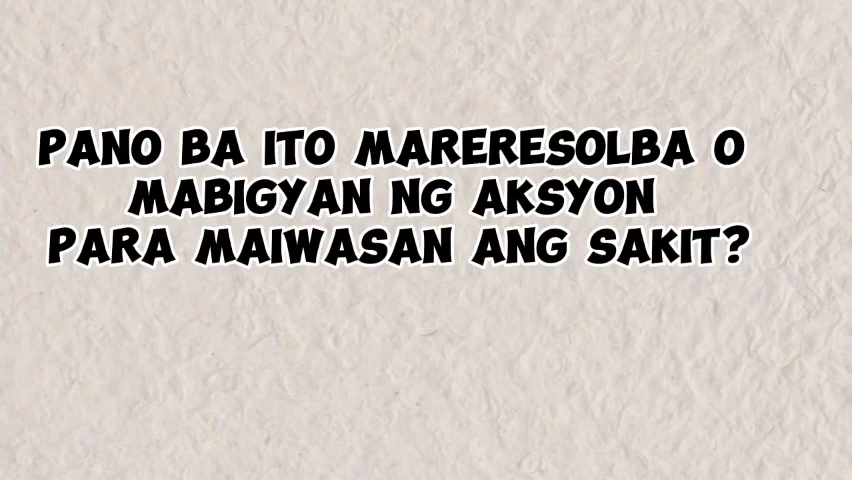 PANO BA ITO MARERESOLBA O
MABIGYAN NG AKSYON
PARA MAIWASAN ANG SAKIT?